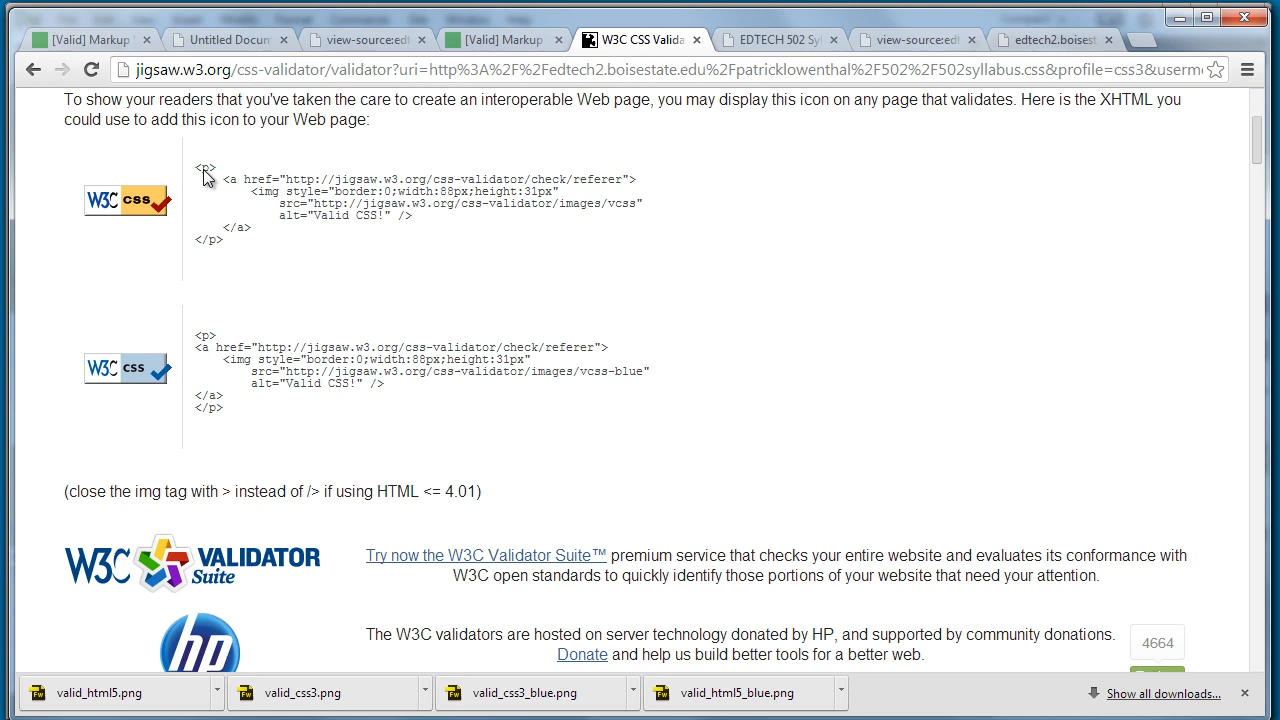 [Valid] Markup
Untitled Docum
view-source:edt
[Valid] Markup
W3C CSS Valida
EDTECH 502 Syl
view-source:ed
edtech2.boisest
jigsaw.w3.org/css-validator/validator?uri=http%3A%2F%2Fedtech2.boisestate.edu%2Fpatricklowenthal%2F502%2F502syllabus.css&profile=css3&userme
To show your readers that you've taken the care to create an interoperable Web page, you may display this icon on any page that validates. Here is the XHTML you
could use to add this icon to your Web page:
W3C css
<p>
<a href="http://jigsaw.w3.org/css-validator/check/referer">
<img style="border:0;width:88px;height:31px"
src="http://jigsaw.w3.org/css-validator/images/vcss"
alt="Valid CSS!" />
</a>
</p>
W3C css
<p>
<a href="http://jigsaw.w3.org/css-validator/check/referer">
<img style="border:0;width:88px;height:31px"
src="http://jigsaw.w3.org/css-validator/images/vcss-blue"
alt="Valid CSS!" />
</a>
</p>
(close the img tag with > instead of /> if using HTML <= 4.01)
W3C VALIDATOR
Suite
Try now the W3C Validator Suite™ premium service that checks your entire website and evaluates its conformance with
W3C open standards to quickly identify those portions of your website that need your attention.
hp
The W3C validators are hosted on server technology donated by HP, and supported by community donations.
Donate and help us build better tools for a better web.
4664
valid_html5.png
valid_css3.png
valid_css3_blue.png
valid_html5_blue.png
Show all downloads...